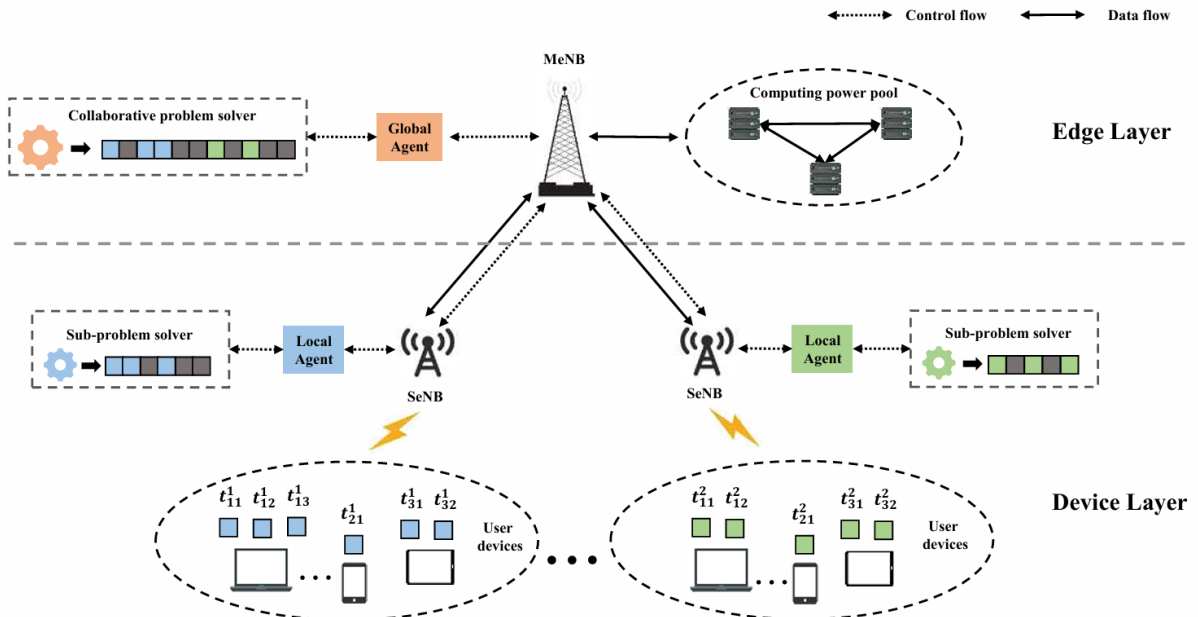 Control flow
Data flow
MeNB
Collaborative problem solver
Global
Agent
Computing power pool
Edge Layer
Sub-problem solver
Local
Agent
SeNB
SeNB
Local
Agent
Sub-problem solver
Device Layer
t¹₁₁ t¹₁₂ t¹₁₃ t¹₂₁ t¹₃₁ t¹₃₂
User
devices
t²₁₁ t²₁₂ t²₂₁ t²₃₁ t²₃₂
User
devices